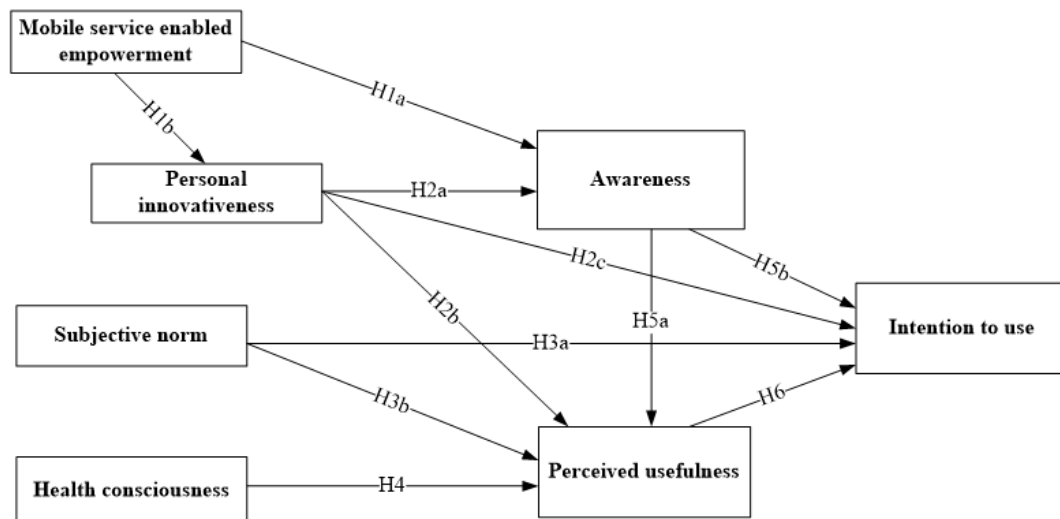 Mobile service enabled
empowerment
H1a
H1b
Personal
innovativeness
H2a
Awareness
H2c
H5b
H2b
H5a
Subjective norm
H3a
Intention to use
H3b
H6
Health consciousness
H4
Perceived usefulness